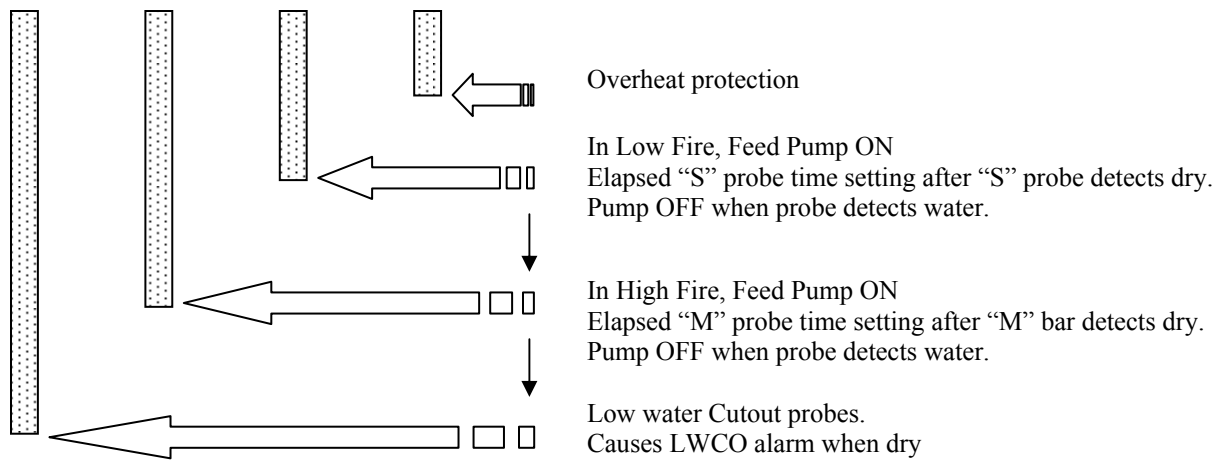 Overheat protection
In Low Fire, Feed Pump ON
Elapsed “S” probe time setting after “S” probe detects dry.
Pump OFF when probe detects water.
In High Fire, Feed Pump ON
Elapsed “M” probe time setting after “M” bar detects dry.
Pump OFF when probe detects water.
Low water Cutout probes.
Causes LWCO alarm when dry